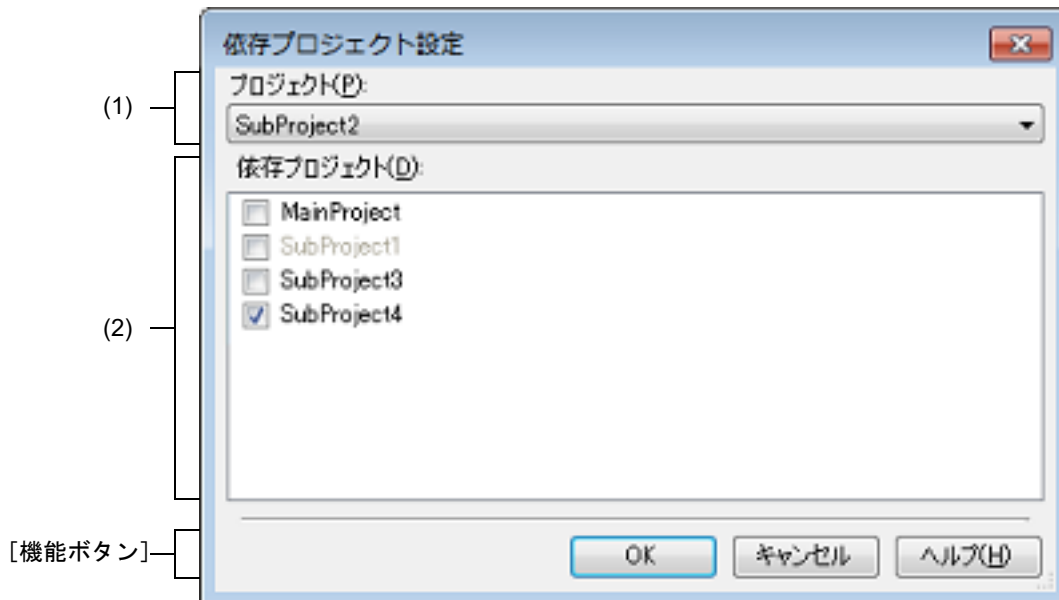 依存プロジェクト設定
(1)
プロジェクト(P):
SubProject2
(2)
依存プロジェクト(D):
MainProject
SubProject1
SubProject3
SubProject4
[機能ボタン]
OK キャンセル ヘルプ(H)